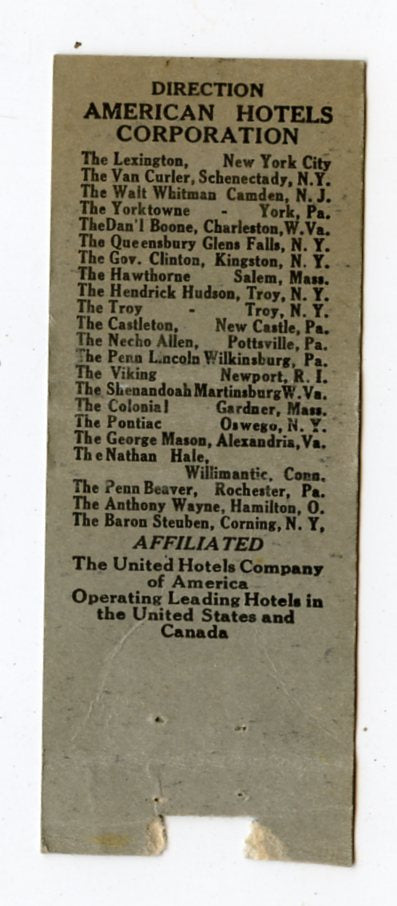 DIRECTION
AMERICAN HOTELS
CORPORATION
The Lexington, New York City
The Van Curler, Schenectady, N.Y.
The Walt Whitman Camden, N. J.
The Yorktowne - York, Pa.
TheDan'l Boone, Charleston,W.Va.
The Queensbury Glens Falls, N. Y.
The Gov. Clinton, Kingston, N. Y.
The Hawthorne Salem, Mass.
The Hendrick Hudson, Troy, N. Y.
The Troy - Troy, N. Y.
The Castleton, New Castle, Pa.
The Necho Allen, Pottsville, Pa.
The Penn Lincoln Wilkinsburg, Pa.
The Viking Newport, R. I.
The Shenandoah Martinsburg W. Va.
The Colonial Gardner, Mass.
The Pontiac Oswego, N. Y.
The George Mason, Alexandria,Va.
The Nathan Hale,
Willimantic, Conn.
The Penn Beaver, Rochester, Pa.
The Anthony Wayne, Hamilton, O.
The Baron Steuben, Corning, N. Y,
AFFILIATED
The United Hotels Company
of America
Operating Leading Hotels in
the United States and
Canada